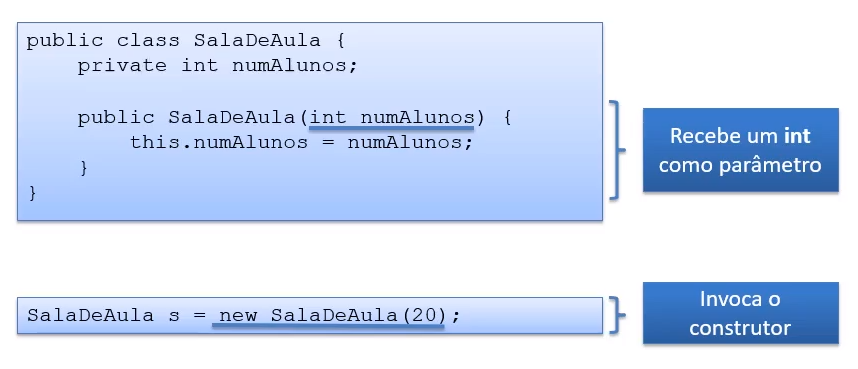 public class SalaDeAula {
    private int numAlunos;
    public SalaDeAula(int numAlunos) {
        this.numAlunos = numAlunos;
    }
}
Recebe um int
como parâmetro
SalaDeAula s = new SalaDeAula(20);
Invoca o
construtor